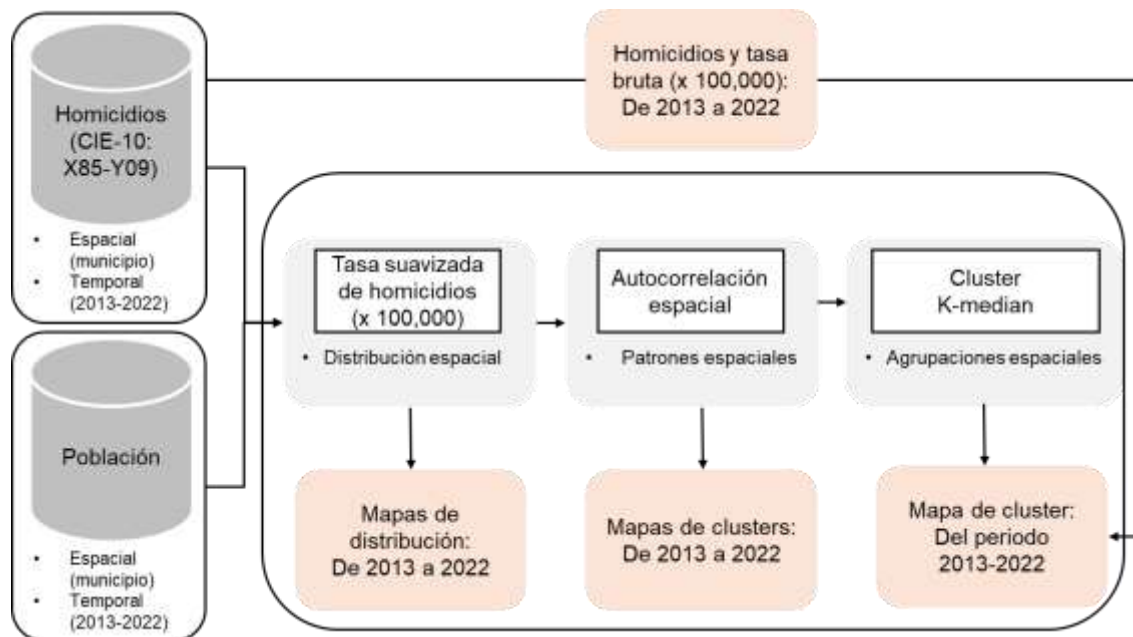 Homicidios
(CIE-10:
X85-Y09)
• Espacial
(municipio)
• Temporal
(2013-2022)
Población
• Espacial
(municipio)
• Temporal
(2013-2022)
Homicidios y tasa
bruta (x 100,000):
De 2013 a 2022
Tasa suavizada
de homicidios
(x 100,000)
• Distribución espacial
Autocorrelación
espacial
• Patrones espaciales
Cluster
K-median
• Agrupaciones espaciales
Mapas de
distribución:
De 2013 a 2022
Mapas de clusters:
De 2013 a 2022
Mapa de cluster:
Del periodo
2013-2022